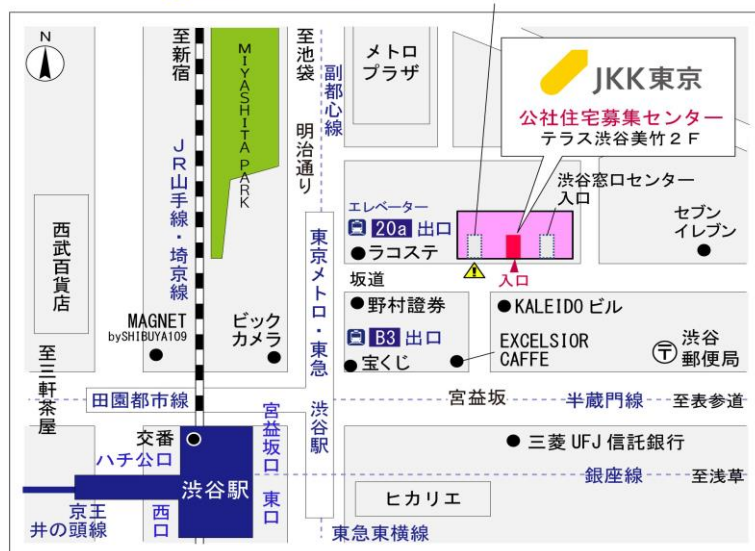 N
至新宿
MIYASHITA PARK
至池袋
明治通り
副都心線
メトロ
プラザ
JKK東京
公社住宅募集センター
テラス渋谷美竹2F
JR山手線・埼京線
西武百貨店
エレベーター
20a 出口
ラコステ
渋谷窓口センター
入口
セブン
イレブン
入口
坂道
東京メトロ・東急 渋谷駅
MAGNET
bySHIBUYA109
ビック
カメラ
野村證券
KALEIDO ビル
B3 出口
宝くじ
EXCELSIOR
CAFFE
渋谷
郵便局
至三軒茶屋
田園都市線
宮益坂
半蔵門線
至表参道
交番
ハチ公口
宮益坂口
三菱UFJ信託銀行
渋谷駅
銀座線
至浅草
京王
井の頭線
西口
東口
ヒカリエ
東急東横線